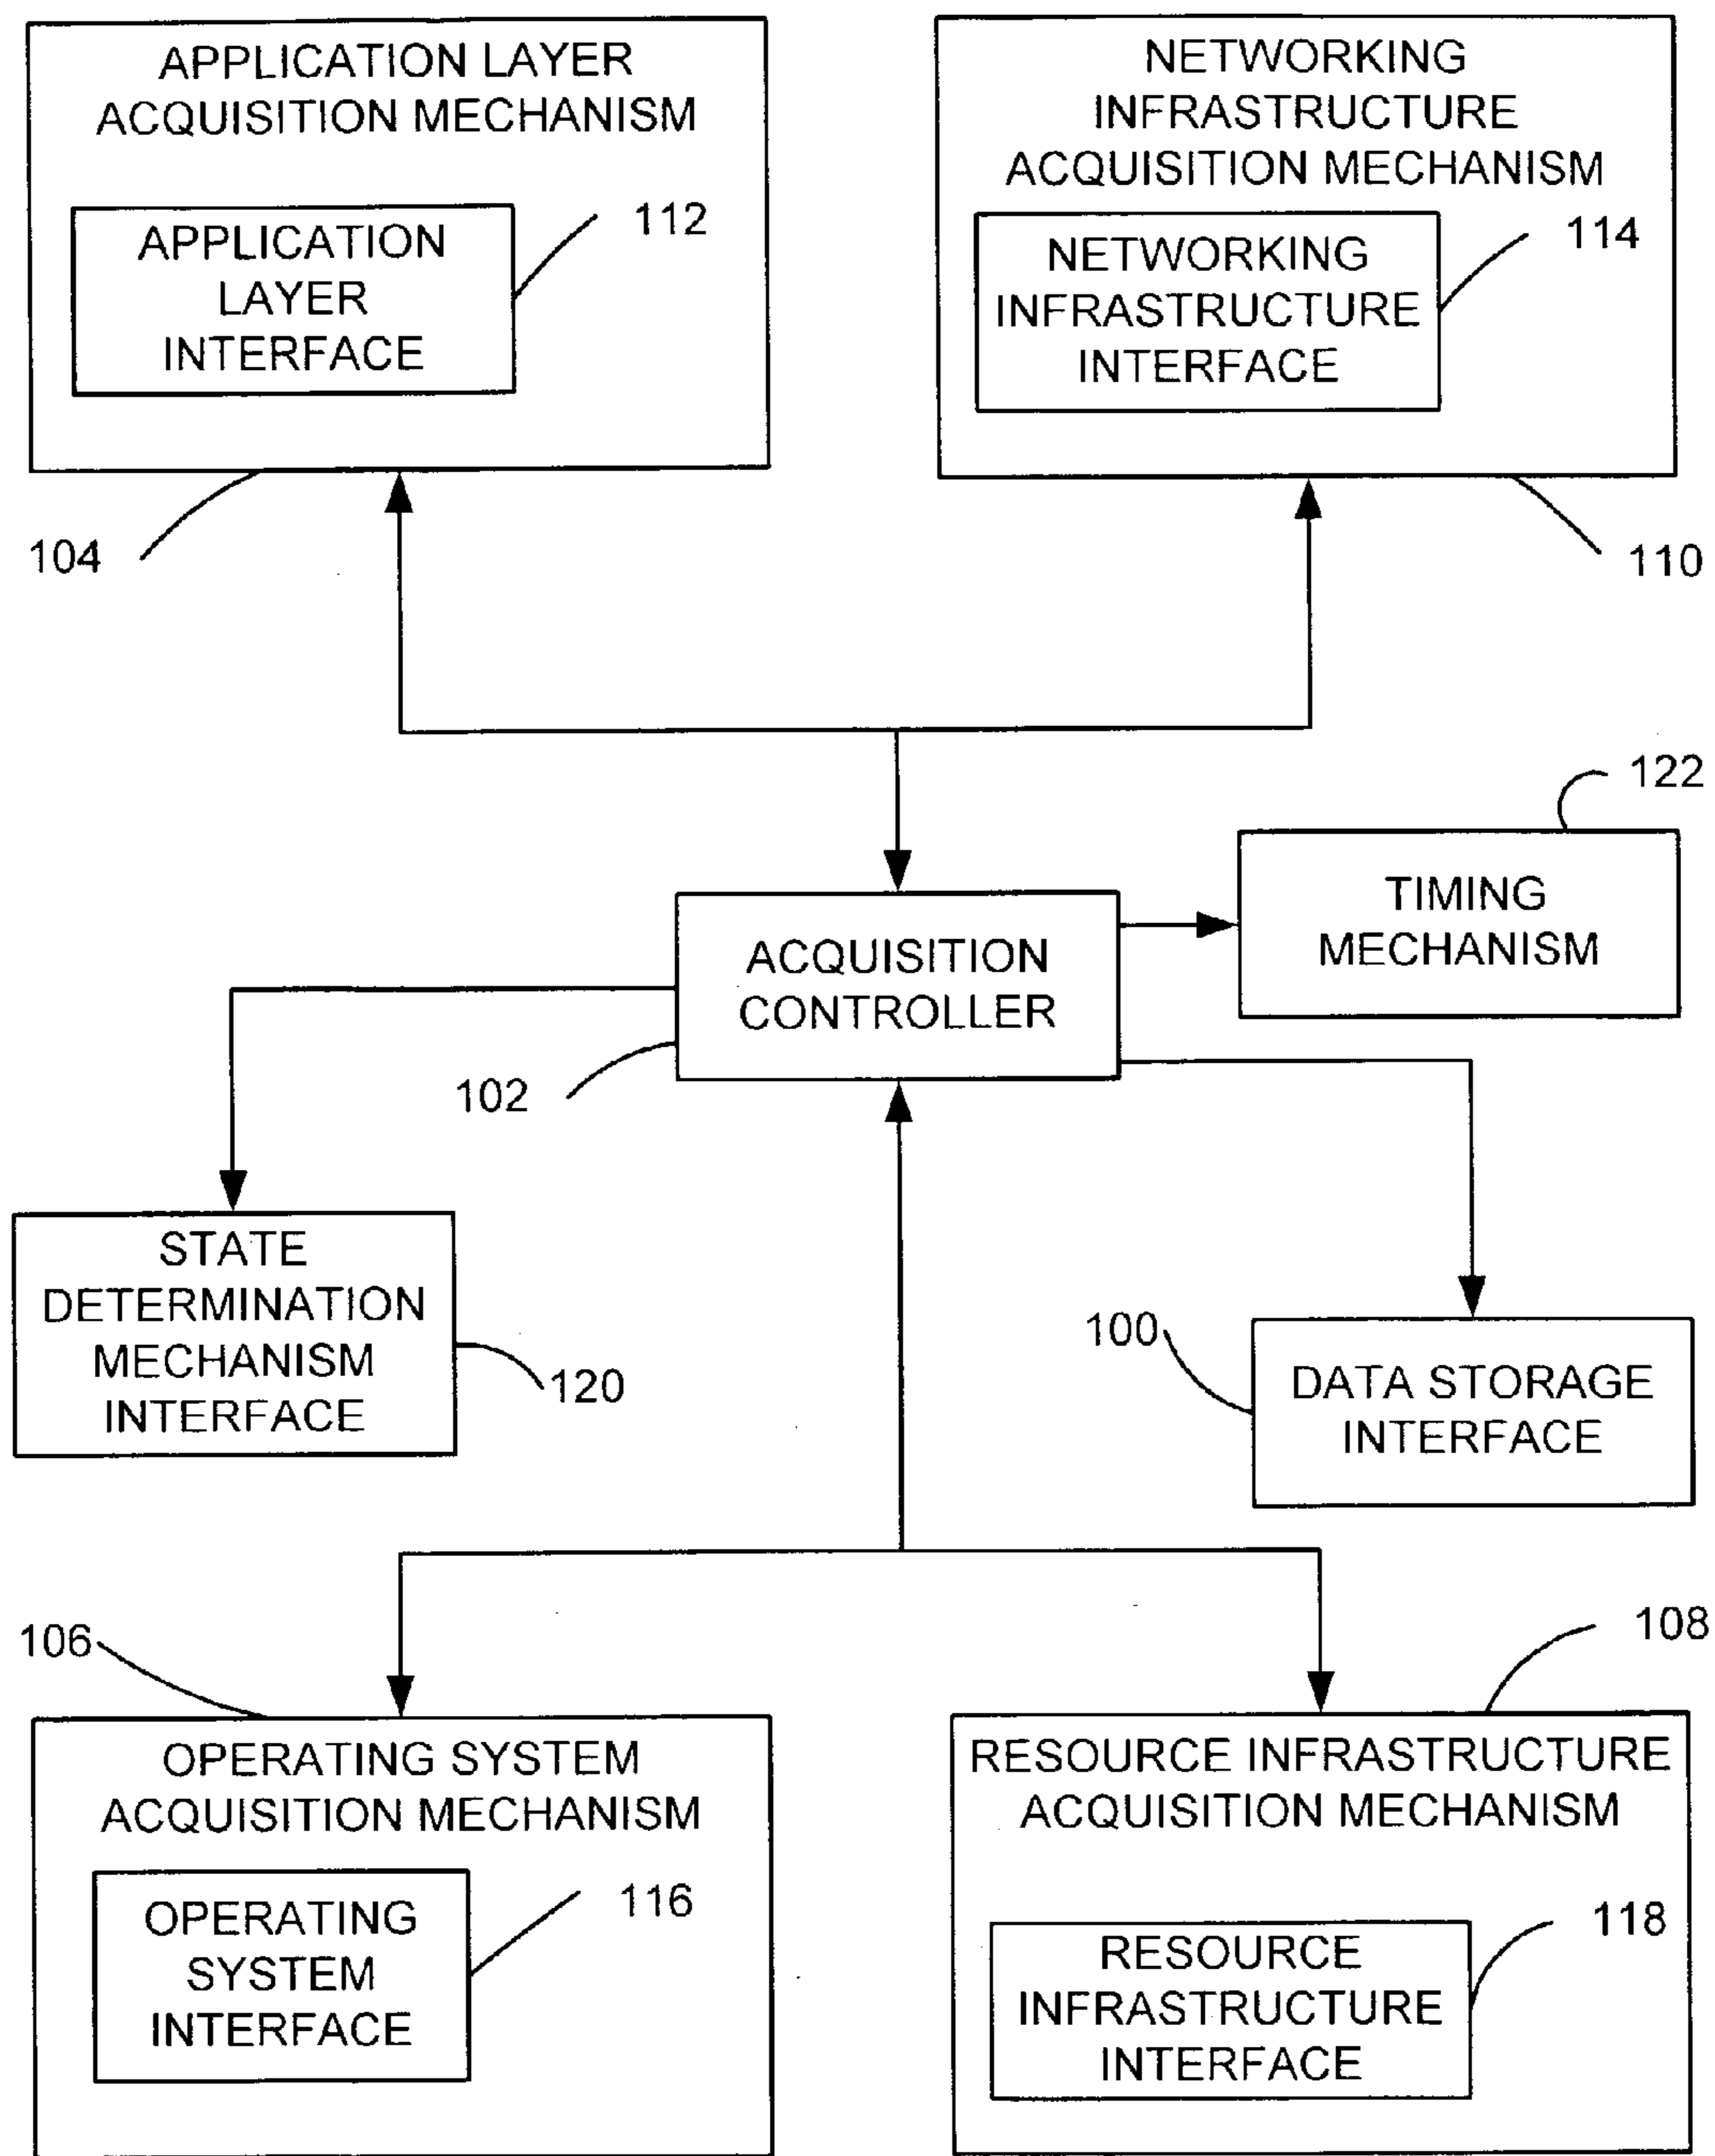 APPLICATION LAYER
ACQUISITION MECHANISM
APPLICATION
LAYER
INTERFACE
112
104
NETWORKING
INFRASTRUCTURE
ACQUISITION MECHANISM
NETWORKING
INFRASTRUCTURE
INTERFACE
114
110
122
TIMING
MECHANISM
ACQUISITION
CONTROLLER
102
STATE
DETERMINATION
MECHANISM
INTERFACE
120
100
DATA STORAGE
INTERFACE
106
OPERATING SYSTEM
ACQUISITION MECHANISM
OPERATING
SYSTEM
INTERFACE
116
108
RESOURCE INFRASTRUCTURE
ACQUISITION MECHANISM
RESOURCE
INFRASTRUCTURE
INTERFACE
118